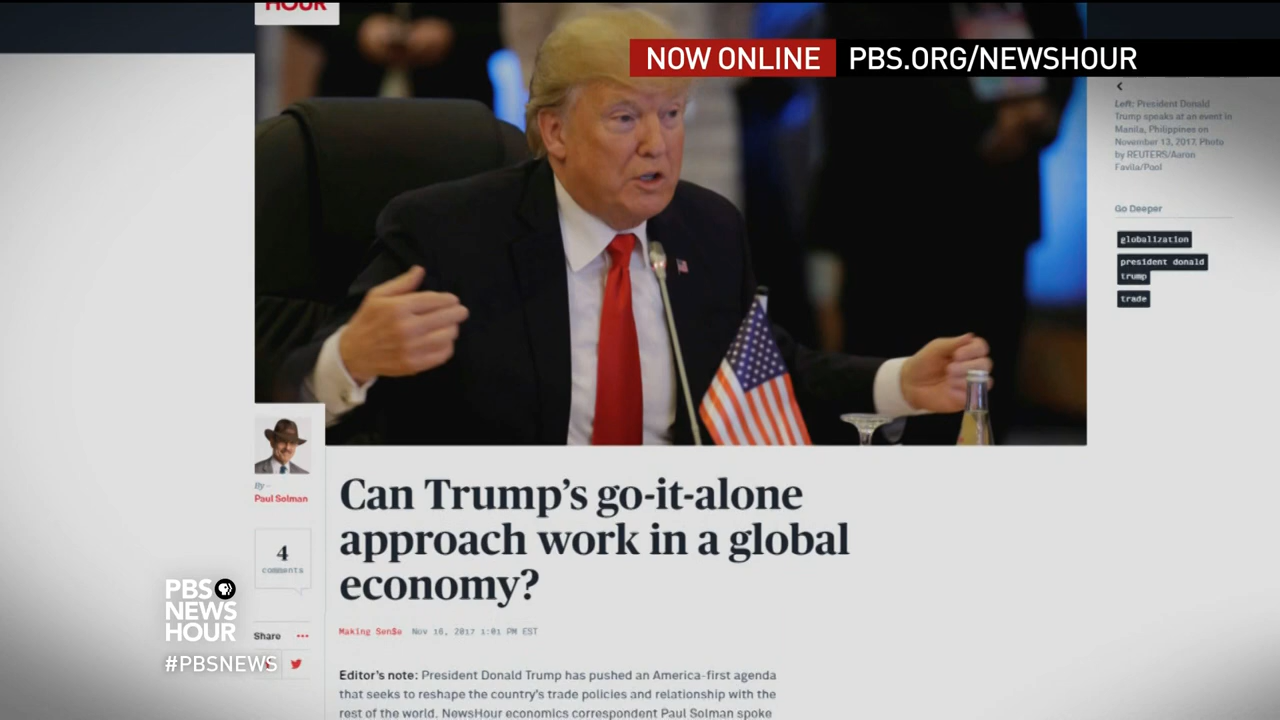 HOUR
NOW ONLINE PBS.ORG/NEWSHOUR
Left: President Donald
Trump speaks at an event in
Manila, Philippines on
November 13, 2017. Photo
by REUTERS/Aaron
Favila/Pool
Go Deeper
globalization
president donald
trump
trade
By -
Paul Solman
4
comments
Can Trump's go-it-alone
approach work in a global
economy?
Making Sen$e Nov 16, 2017 1:01 PM EST
Share
Editor's note: President Donald Trump has pushed an America-first agenda
that seeks to reshape the country's trade policies and relationship with the
rest of the world. NewsHour economics correspondent Paul Solman spoke
PBS
NEWS
HOUR
#PBSNEWS